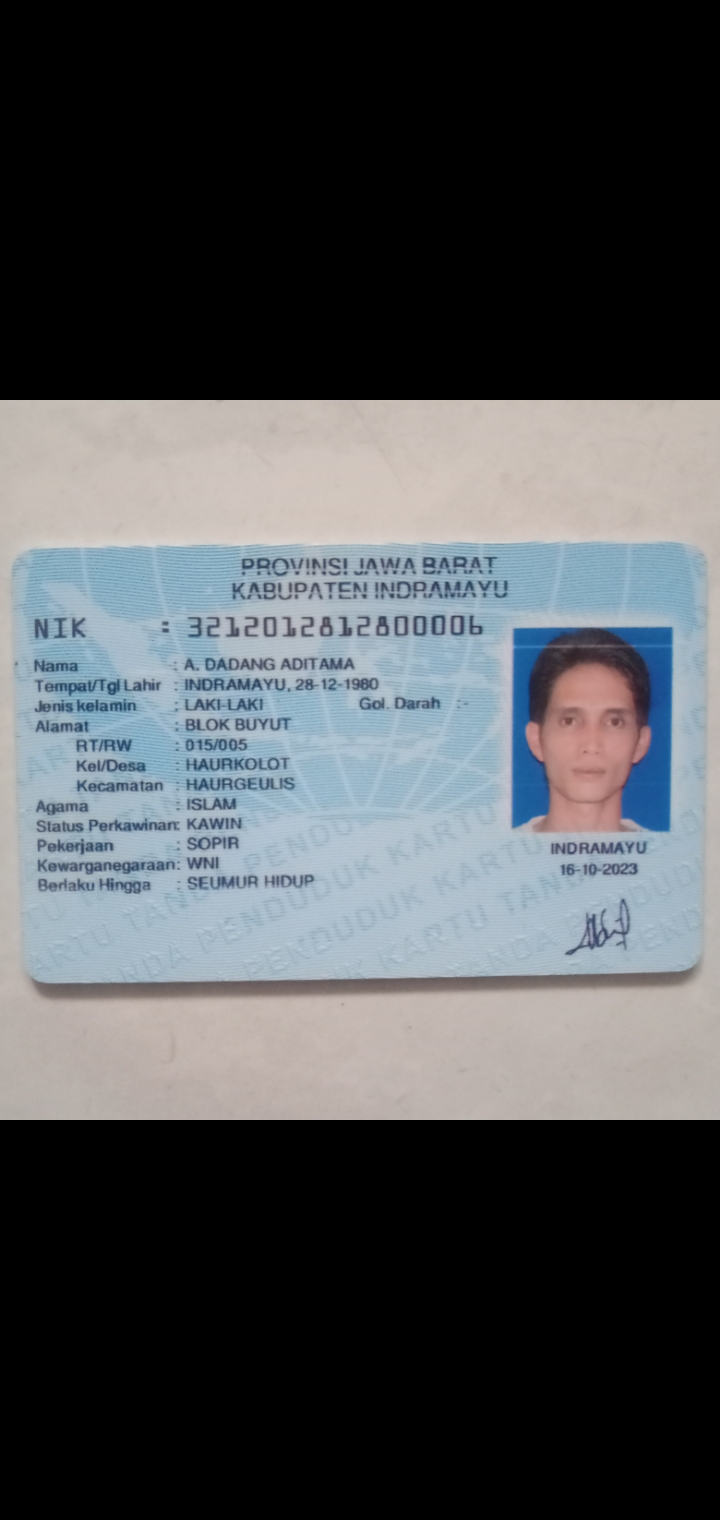 PROVINSI JAWA BARAT
KABUPATEN INDRAMAYU
NIK : 3212012812800006
Nama : A. DADANG ADITAMA
Tempat/Tgl Lahir : INDRAMAYU, 28-12-1980
Jenis kelamin : LAKI-LAKI Gol. Darah :-
Alamat : BLOK BUYUT
RT/RW : 015/005
Kel/Desa : HAURKOLOT
Kecamatan : HAURGEULIS
Agama : ISLAM
Status Perkawinan: KAWIN
Pekerjaan : SOPIR
Kewarganegaraan: WNI
Berlaku Hingga : SEUMUR HIDUP
INDRAMAYU
16-10-2023